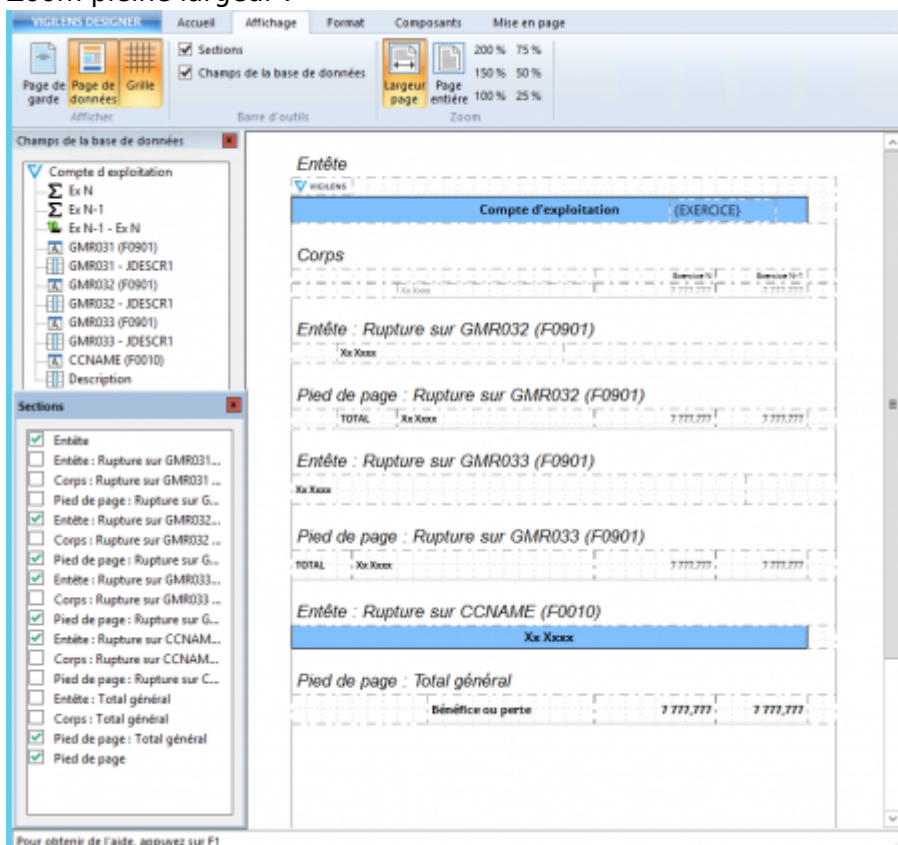 Zoom pleine largeur :
VIGILENS DESIGNER Accueil Affichage Format Composants Mise en page
Page de garde
Page de données
Grille
Afficher
Sections
Champs de la base de données
Barre d'outils
Largeur page
Page entière
200 % 75 %
150 % 50 %
100 % 25 %
Zoom
Champs de la base de données
Compte d exploitation
Ex N
Ex N-1
Ex N-1 - Ex N
GMR031 (F0901)
GMR031 - JDESCR1
GMR032 (F0901)
GMR032 - JDESCR1
GMR033 (F0901)
GMR033 - JDESCR1
CCNAME (F0010)
Description
Sections
Entête
Entête : Rupture sur GMR031...
Corps : Rupture sur GMR031 ...
Pied de page : Rupture sur G...
Entête : Rupture sur GMR032...
Corps : Rupture sur GMR032 ...
Pied de page : Rupture sur G...
Entête : Rupture sur GMR033...
Corps : Rupture sur GMR033 ...
Pied de page : Rupture sur G...
Entête : Rupture sur CCNAM...
Corps : Rupture sur CCNAM...
Pied de page : Rupture sur C...
Entête : Total général
Corps : Total général
Pied de page : Total général
Pied de page
Entête
VIGILENS
Compte d'exploitation {EXERCICE}
Corps
Exercice N Exercice N-1
Xx Xxxx 7 777,777 7 777,777
Entête : Rupture sur GMR032 (F0901)
Xx Xxxx
Pied de page : Rupture sur GMR032 (F0901)
TOTAL Xx Xxxx 7 777,777 7 777,777
Entête : Rupture sur GMR033 (F0901)
Xx Xxxx
Pied de page : Rupture sur GMR033 (F0901)
TOTAL Xx Xxxx 7 777,777 7 777,777
Entête : Rupture sur CCNAME (F0010)
Xx Xxxx
Pied de page : Total général
Bénéfice ou perte 7 777,777 7 777,777
Pour obtenir de l'aide, appuyez sur F1